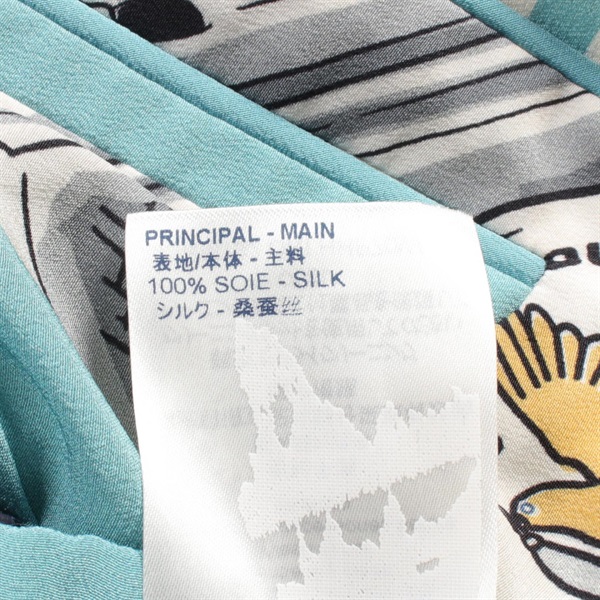 PRINCIPAL - MAIN
表地/本体 - 主料
100% SOIE - SILK
シルク - 桑蚕丝